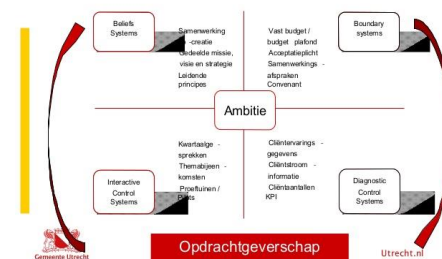 Beliefs
Systems
Samenwerking
-creatie
Gedeelde missie,
visie en strategie
Leidende
principes
Vast budget /
budget plafond
Acceptatieplicht
Samenwerkings -
afspraken
Convenant
Boundary
systems
Ambitie
Interactive
Control
Systems
Kwartaalge -
sprekken
Themabijeen -
komsten
Proeftuinen /
Cliëntervarings -
gegevens
Cliëntstroom -
informatie
Cliëntaantallen
KPI
Diagnostic
Control
Systems
Opdrachtgeverschap
Gemeente Utrecht
Utrecht.nl